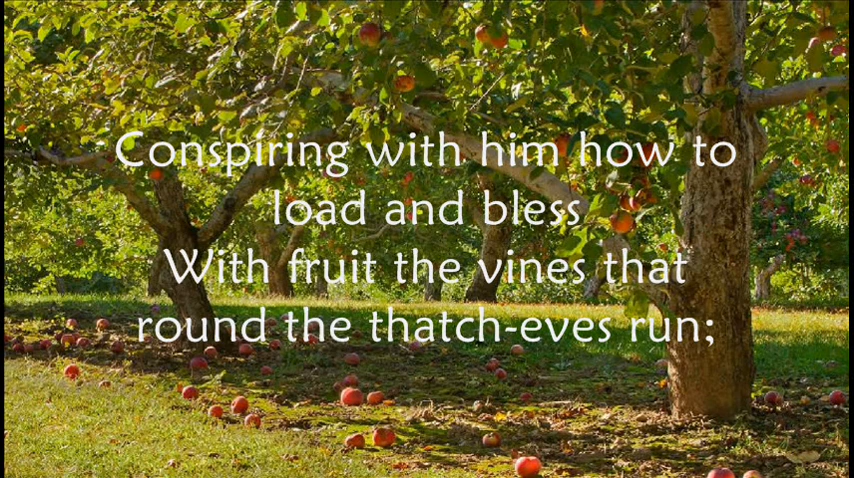 Conspiring with him how to
load and bless
With fruit the vines that
round the thatch-eves run;